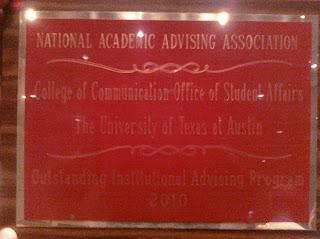 NATIONAL ACADEMIC ADVISING ASSOCIATION
College of Communication Office of Student Affairs
The University of Texas at Austin
Outstanding Institutional Advising Program
2010